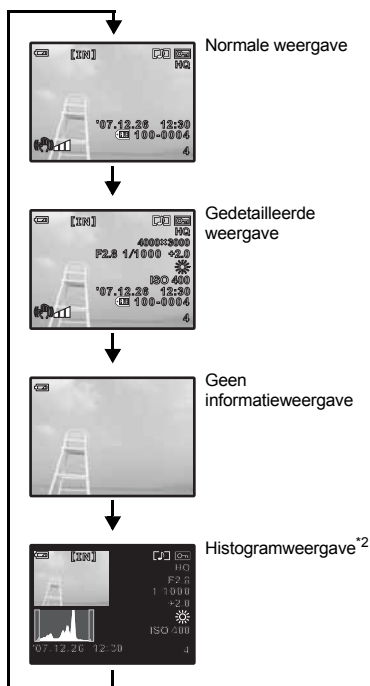 [IN]
HQ
'07.12.26 12:30
100-0004
4
Normale weergave
[IN]
HQ
4000×3000
F2.8 1/1000 +2.0
ISO 400
'07.12.26 12:30
100-0004
4
Gedetailleerde
weergave
Geen
informatieweergave
[IN]
HQ
F2.8
1 1000
+2.0
ISO 400
'07.12.26 12:30
4
Histogramweergave*2